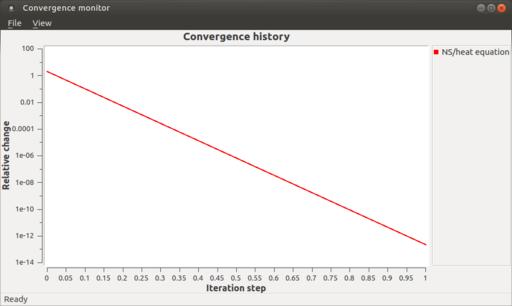 Convergence monitor
File View
Convergence history
NS/heat equation
Relative change
100
1
0.01
0.0001
1e-06
1e-08
1e-10
1e-12
1e-14
0 0.05 0.1 0.15 0.2 0.25 0.3 0.35 0.4 0.45 0.5 0.55 0.6 0.65 0.7 0.75 0.8 0.85 0.9 0.95 1
Iteration step
Ready